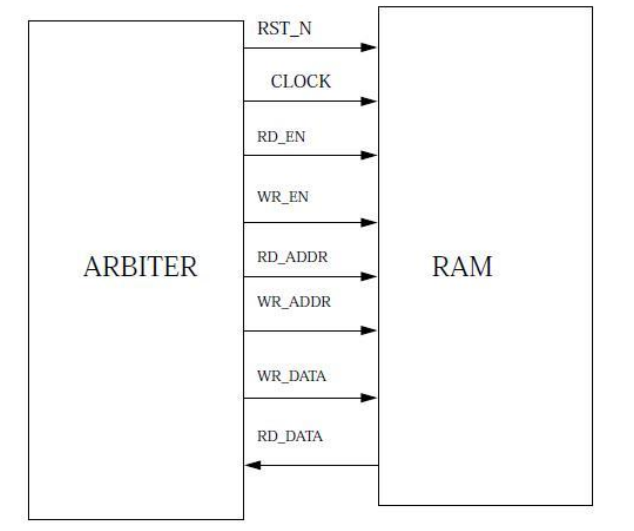 RST_N
CLOCK
RD_EN
WR_EN
RD_ADDR
ARBITER
RAM
WR_ADDR
WR_DATA
RD_DATA